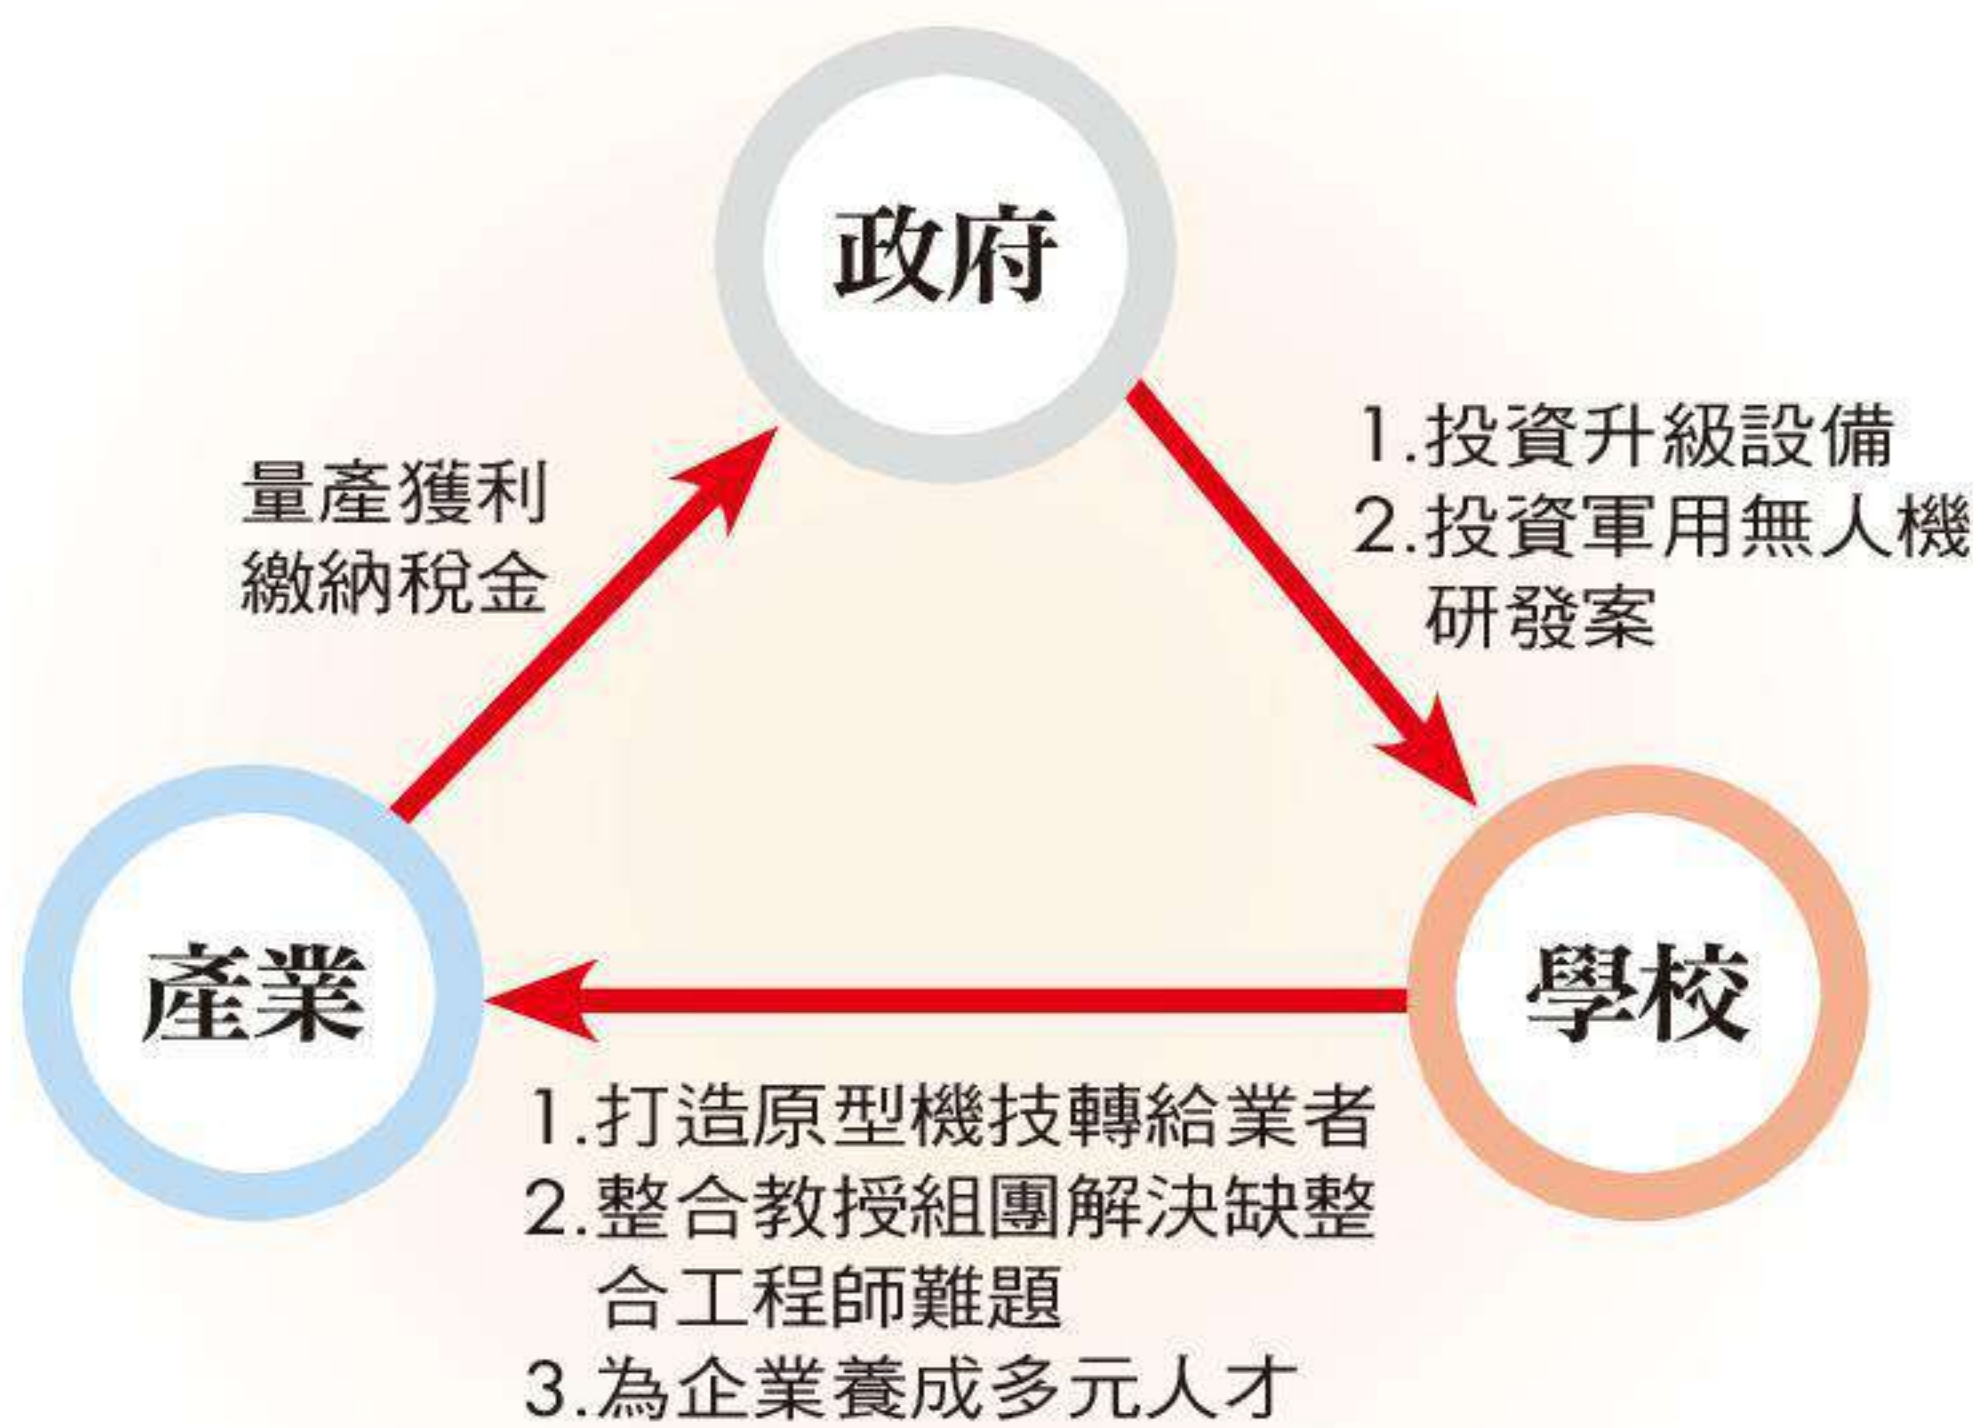 政府
量產獲利
繳納稅金
1.投資升級設備
2.投資軍用無人機
研發案
產業
學校
1.打造原型機技轉給業者
2.整合教授組團解決缺整
合工程師難題
3.為企業養成多元人才